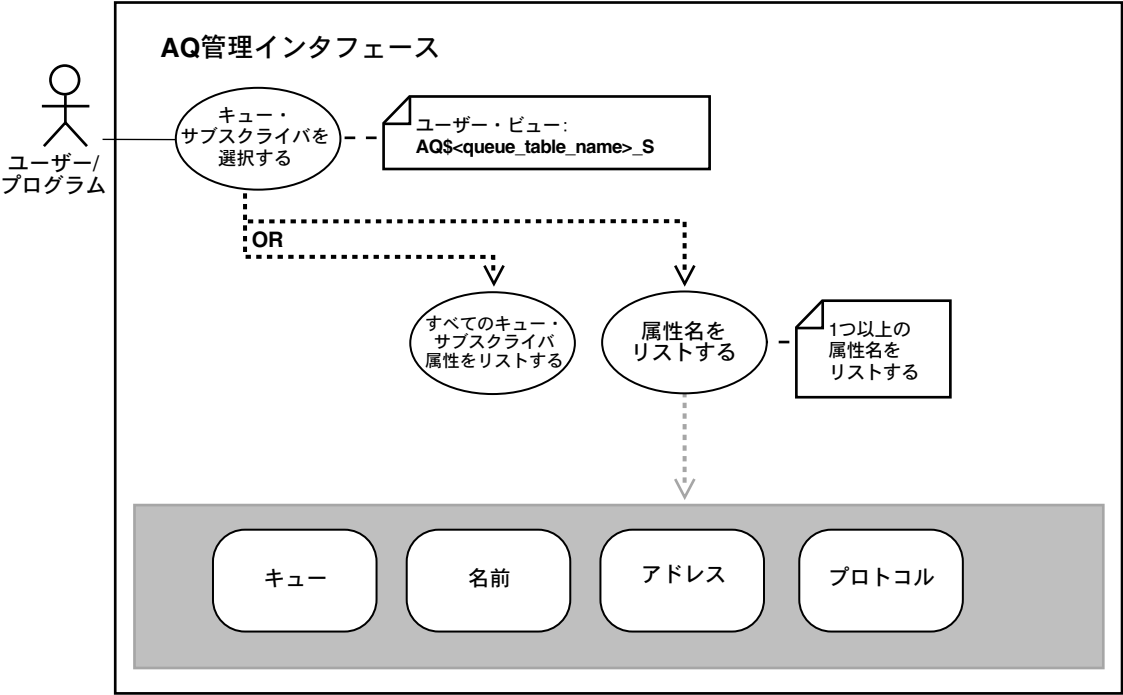 AQ管理インタフェース
ユーザー/
プログラム
キュー・
サブスクライバを
選択する
ユーザー・ビュー:
AQ$<queue_table_name>_S
OR
すべてのキュー・
サブスクライバ
属性をリストする
属性名を
リストする
1つ以上の
属性名を
リストする
キュー
名前
アドレス
プロトコル